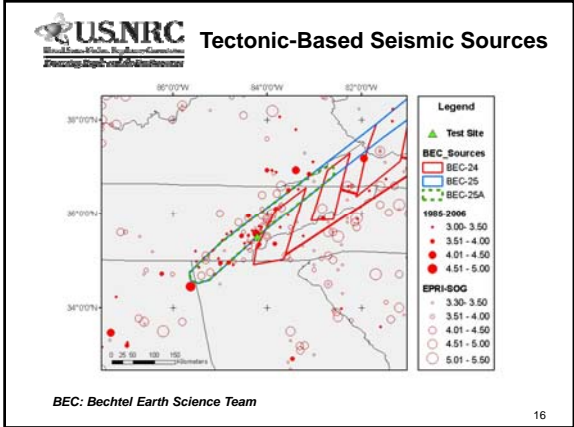 U.S.NRC
Tectonic-Based Seismic Sources
86°0'0"W
84°0'0"W
82°0'0"W
38°0'0"N
36°0'0"N
34°0'0"N
0 25 50 100 150
Kilometers
Legend
Test Site
BEC_Sources
BEC-24
BEC-25
BEC-25A
1985-2006
3.00- 3.50
3.51 - 4.00
4.01 - 4.50
4.51 - 5.00
EPRI-SOG
3.30- 3.50
3.51 - 4.00
4.01 - 4.50
4.51 - 5.00
5.01 - 5.50
BEC: Bechtel Earth Science Team
16